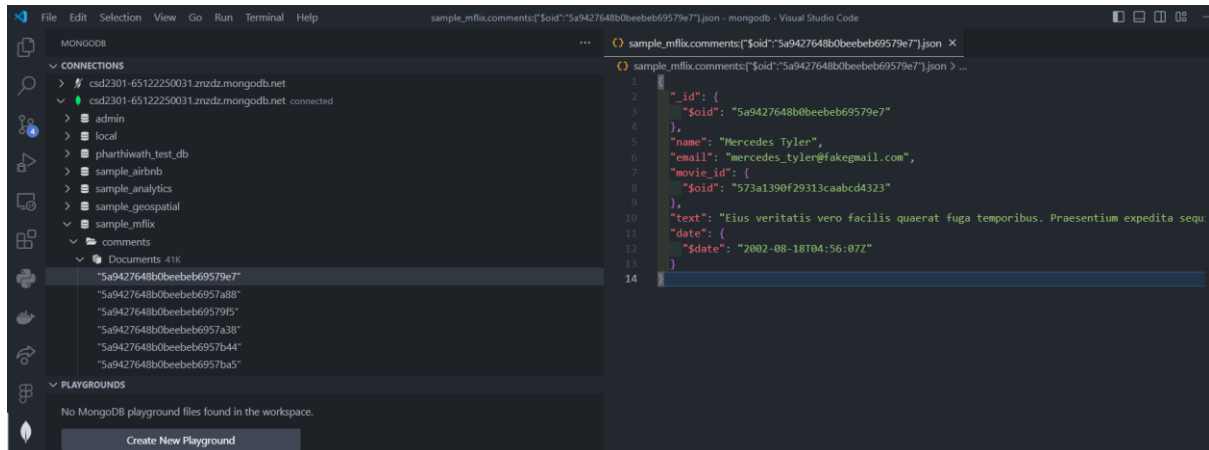 File Edit Selection View Go Run Terminal Help
sample_mflix.comments:{"$oid":"5a9427648b0beebeb69579e7"}.json - mongodb - Visual Studio Code
MONGODB ...
CONNECTIONS
csd2301-65122250031.znzdz.mongodb.net
csd2301-65122250031.znzdz.mongodb.net connected
admin
local
pharthiwath_test_db
sample_airbnb
sample_analytics
sample_geospatial
sample_mflix
comments
Documents 41K
"5a9427648b0beebeb69579e7"
"5a9427648b0beebeb6957a88"
"5a9427648b0beebeb69579f5"
"5a9427648b0beebeb6957a38"
"5a9427648b0beebeb6957b44"
"5a9427648b0beebeb6957ba5"
PLAYGROUNDS
No MongoDB playground files found in the workspace.
Create New Playground
4
{} sample_mflix.comments:{"$oid":"5a9427648b0beebeb69579e7"}.json ×
{} sample_mflix.comments:{"$oid":"5a9427648b0beebeb69579e7"}.json > ...
1 {
2 "_id": {
3 "$oid": "5a9427648b0beebeb69579e7"
4 },
5 "name": "Mercedes Tyler",
6 "email": "mercedes_tyler@fakegmail.com",
7 "movie_id": {
8 "$oid": "573a1390f29313caabcd4323"
9 },
10 "text": "Eius veritatis vero facilis quaerat fuga temporibus. Praesentium expedita sequ
11 "date": {
12 "$date": "2002-08-18T04:56:07Z"
13 }
14 }